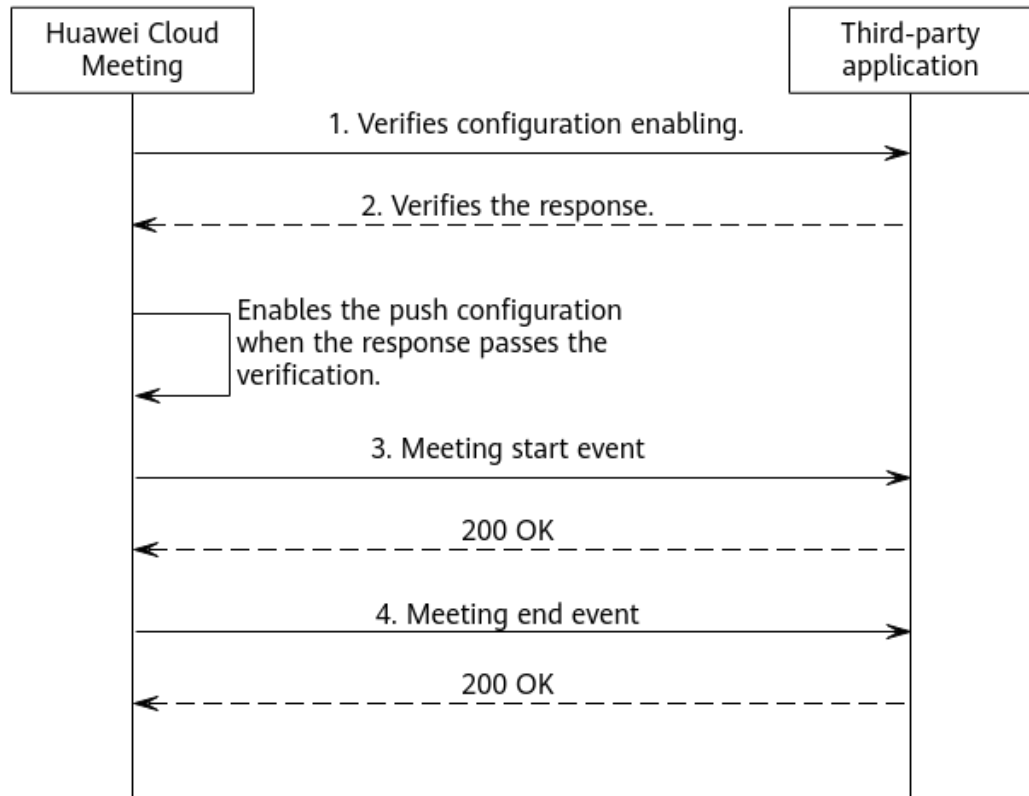 Huawei Cloud
Meeting
Third-party
application
1. Verifies configuration enabling.
2. Verifies the response.
Enables the push configuration
when the response passes the
verification.
3. Meeting start event
200 OK
4. Meeting end event
200 OK